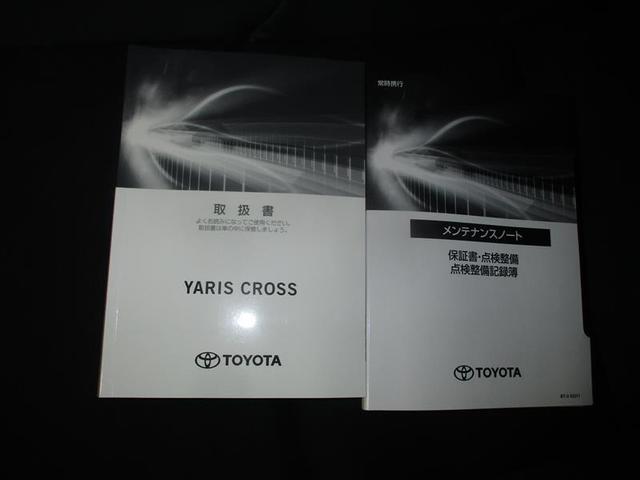 取扱書
よくお読みになってご使用ください。
取扱書は車の中に保管しましょう。
YARIS CROSS
TOYOTA
常時携行
メンテナンスノート
保証書・点検整備
点検整備記録簿
TOYOTA